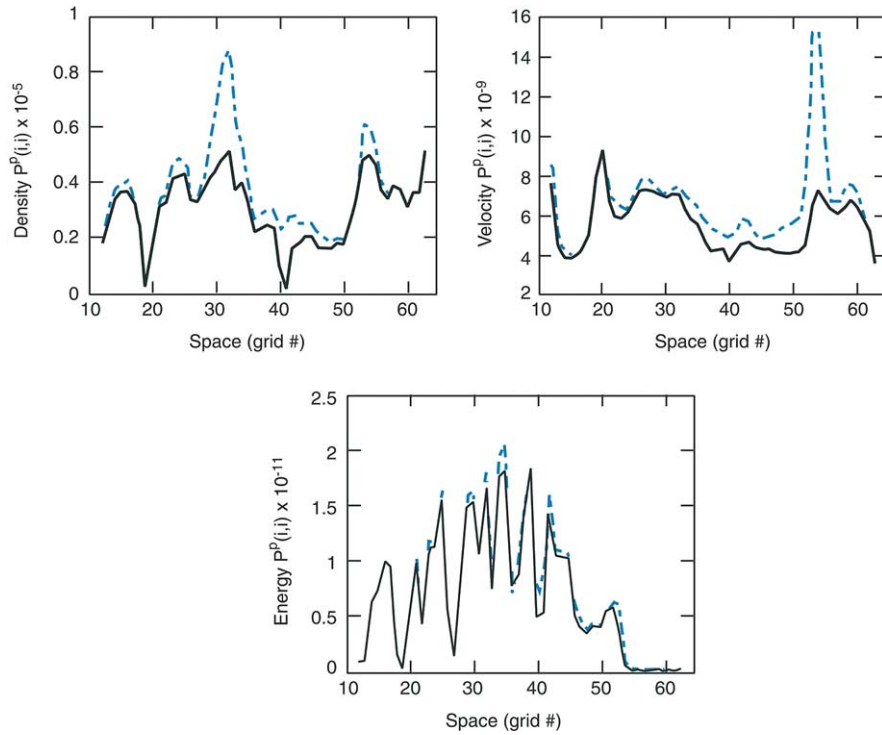 1
0.8
0.6
0.4
0.2
0
10 20 30 40 50 60
Density Pᵖ(i,i) x 10⁻⁵
Space (grid #)
16
14
12
10
8
6
4
2
10 20 30 40 50 60
Velocity Pᵖ(i,i) x 10⁻⁹
Space (grid #)
2.5
2
1.5
1
0.5
0
10 20 30 40 50 60
Energy Pᵖ(i,i) x 10⁻¹¹
Space (grid #)